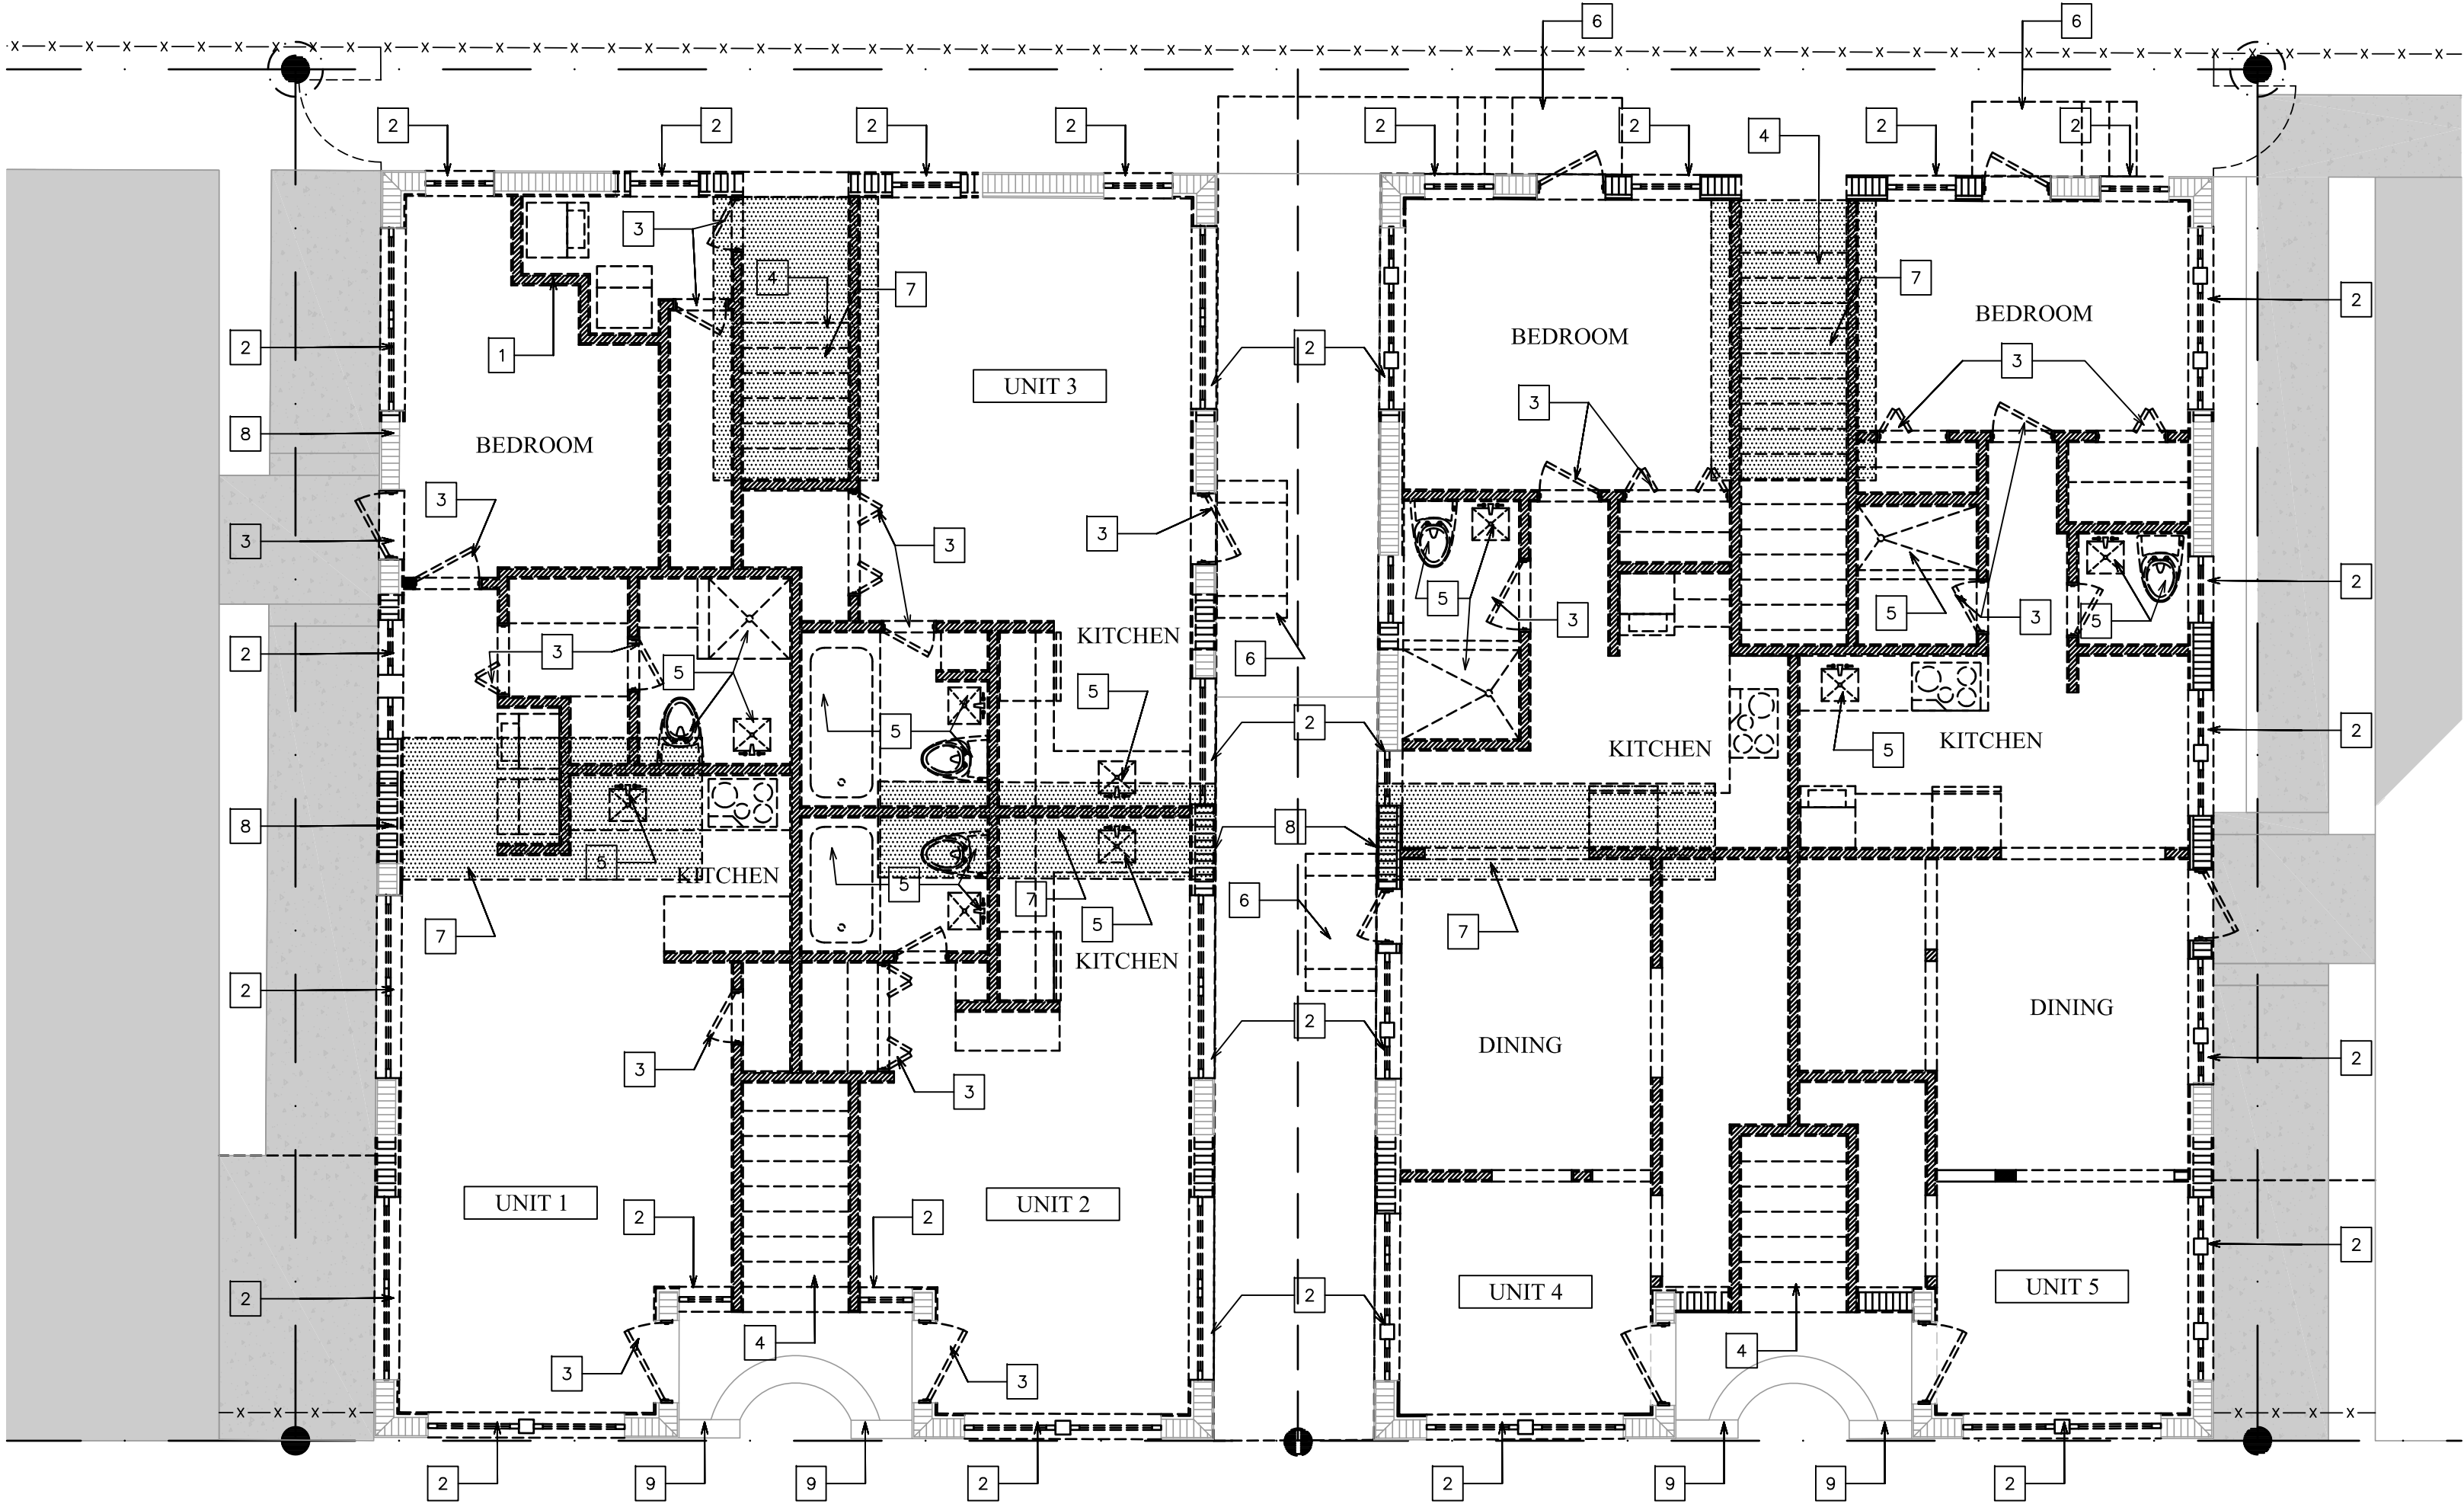 6 6
2 2 2 2 2 2 4 2 2
3
4 7 7
2
2 1 2
BEDROOM BEDROOM
3
UNIT 3
3
8 BEDROOM
3
3 3 3
5 5 3 3 5
2 3 5 KITCHEN 6
5
5 2 2
KITCHEN KITCHEN
5
8 8
5 KITCHEN 5 7 5 6
7 KITCHEN 7
2 2 DINING
DINING
3 3 2
UNIT 1 2 2 UNIT 2
2
2 2 UNIT 4 UNIT 5
4 4
3 3
2 9 9 2 2 9 9 2